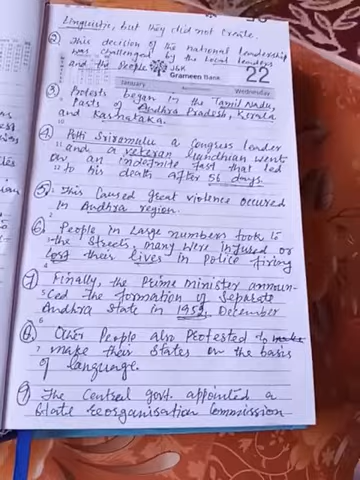 Linguistic, but they did not create.
② This decision of the national leadership
was challenged by the Local leaders
and the People
J&K
Grameen Bank
22
January
Wednesday
③ Protests began in the Tamil Nadu,
Parts of Andhra Pradesh, Kerala
and Karnataka.
④ Potti Sriramulu a Congress leader
and a veteran Gandhian went
on an indefinite fast that led
to his death after 56 days.
⑤ This caused great violence occured
in Andhra region.
⑥ People in Large numbers took to
the Streets, many were injused or
lost their lives in Police firing
⑦ Finally, the Prime Minister announ-
ced the formation of Separate
Andhra State in 1952, December
⑧ Other People also Protested to
make their States on the basis
of language.
⑨ The Central govt. appointed a
State Reorganisation Commission